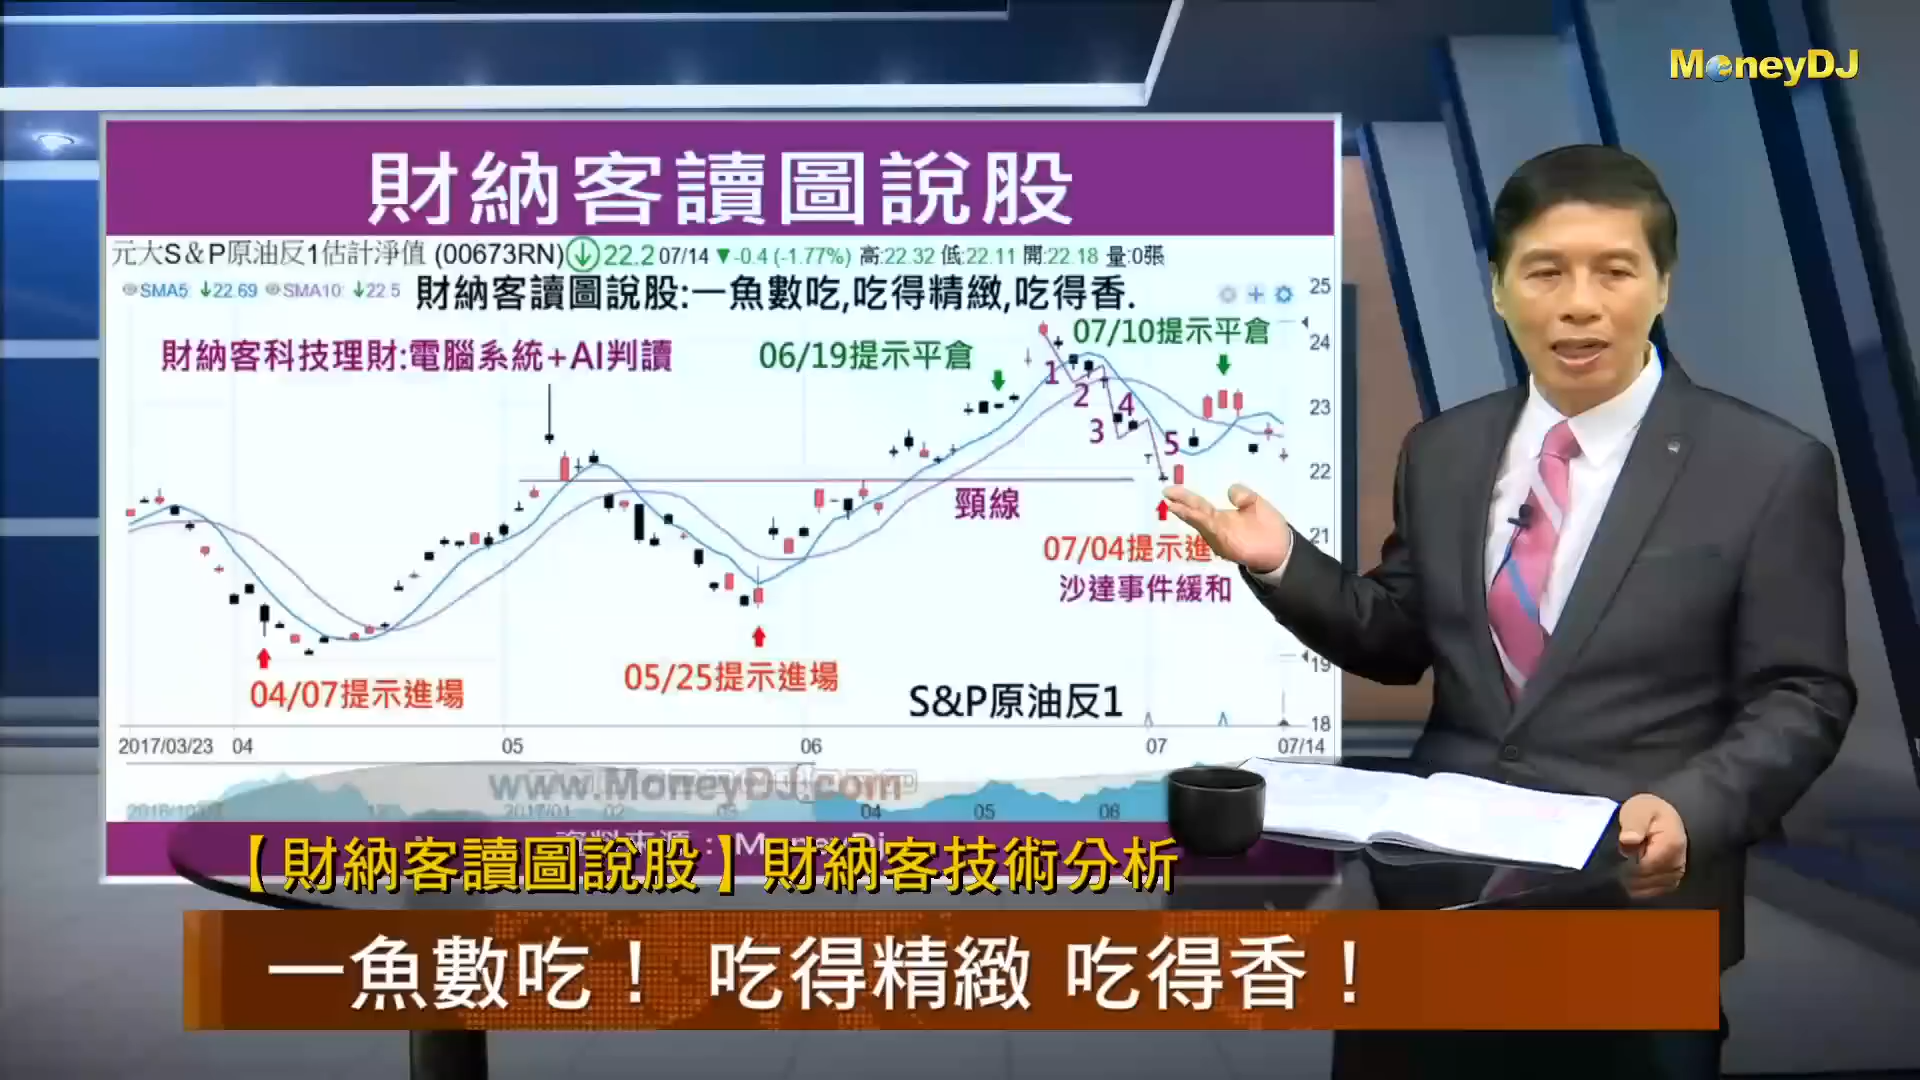 MoneyDJ
財納客讀圖說股
元大S&P原油反1估計淨值 (00673RN) 22.2 07/14 ▼-0.4 (-1.77%) 高:22.32 低:22.11 開:22.18 量:0張
SMA5 ↓22.69 SMA10 ↓22.5
財納客讀圖說股:一魚數吃,吃得精緻,吃得香.
25
財納客科技理財:電腦系統+AI判讀
06/19提示平倉
07/10提示平倉
24
1
2
3
4
5
23
22
頸線
21
07/04提示進
沙達事件緩和
19
04/07提示進場
05/25提示進場
S&P原油反1
18
2017/03/23 04 05 06 07 07/14
www.MoneyDJ.com
2017/01 02 03 04 05 06
【財納客讀圖說股】財納客技術分析
一魚數吃！ 吃得精緻 吃得香！